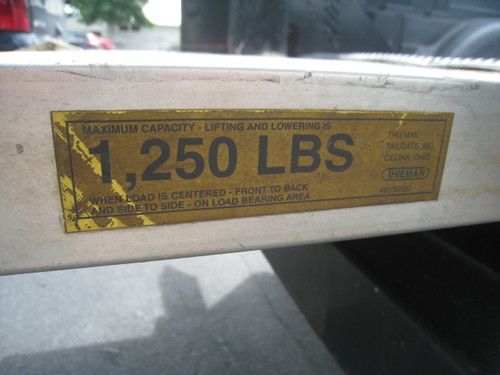 MAXIMUM CAPACITY - LIFTING AND LOWERING IS
1,250 LBS
WHEN LOAD IS CENTERED - FRONT TO BACK
AND SIDE TO SIDE - ON LOAD BEARING AREA
THIEMAN
TAILGATE, INC.
CELINA, OHIO
THIEMAN